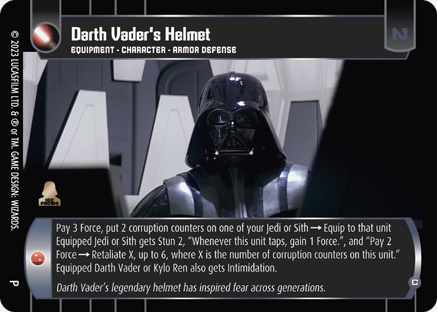 Darth Vader's Helmet
EQUIPMENT - CHARACTER - ARMOR DEFENSE
© 2023 LUCASFILM LTD. & ® or TM. GAME DESIGN: WIZARDS.
PROMO
Pay 3 Force, put 2 corruption counters on one of your Jedi or Sith → Equip to that unit
Equipped Jedi or Sith gets Stun 2, "Whenever this unit taps, gain 1 Force.", and "Pay 2
Force → Retaliate X, up to 6, where X is the number of corruption counters on this unit."
Equipped Darth Vader or Kylo Ren also gets Intimidation.
Darth Vader's legendary helmet has inspired fear across generations.
P
C